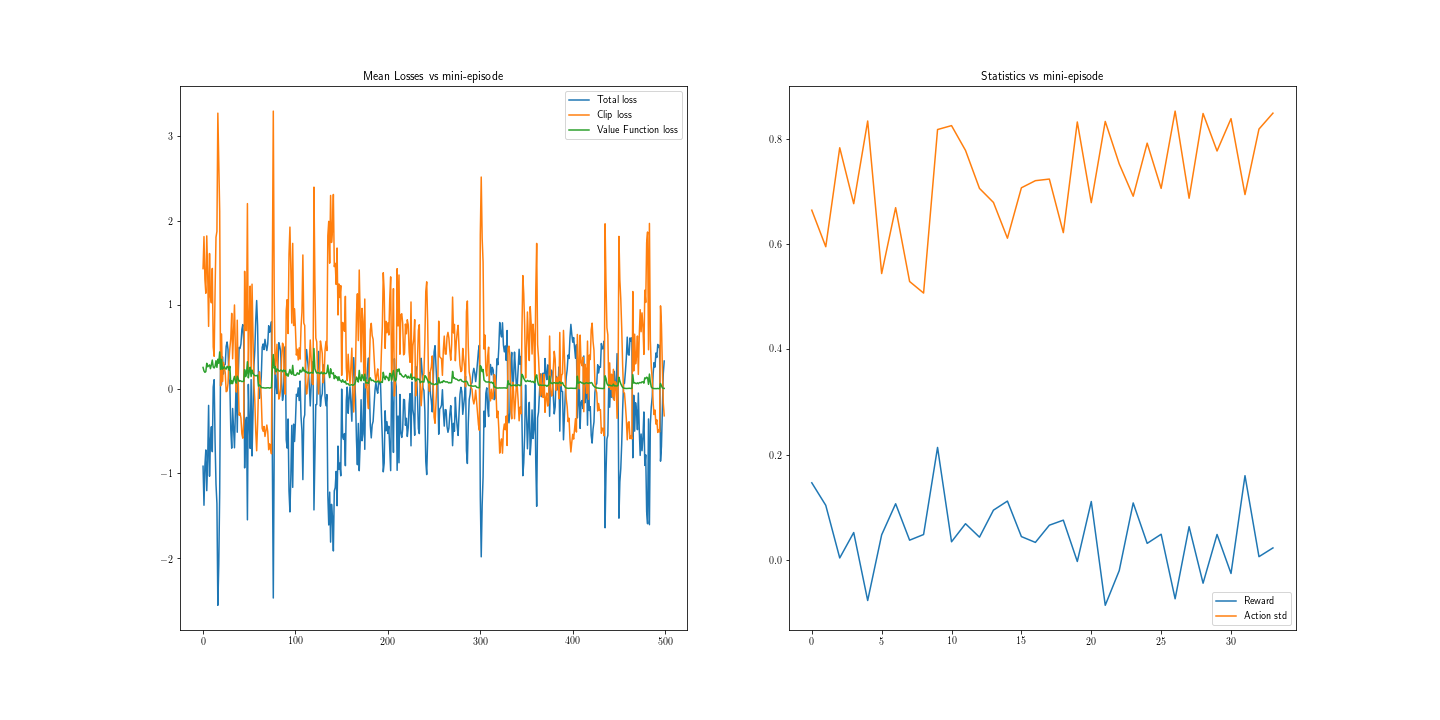 Mean Losses vs mini-episode
Total loss
Clip loss
Value Function loss
3
2
1
0
−1
−2
0 100 200 300 400 500
Statistics vs mini-episode
0.8
0.6
0.4
0.2
0.0
Reward
Action std
0 5 10 15 20 25 30